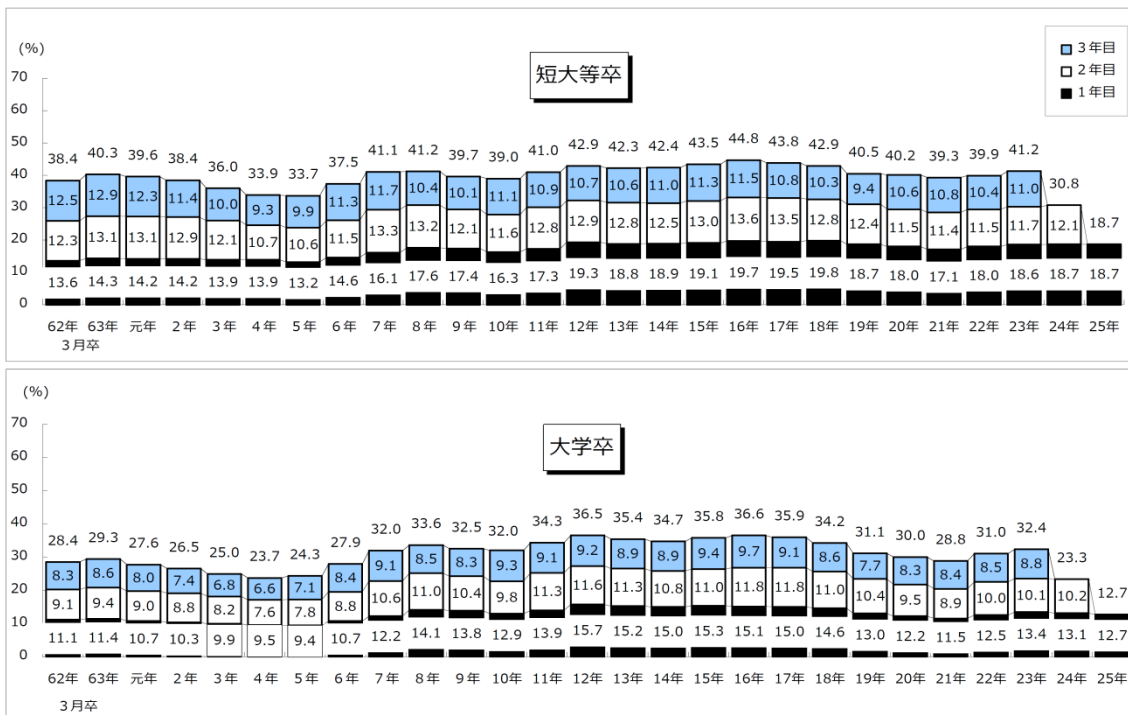 (%)
短大等卒
3年目
2年目
1年目
70
60
50
40
30
20
10
0
38.4 40.3 39.6 38.4 36.0 33.9 33.7 37.5 41.1 41.2 39.7 39.0 41.0 42.9 42.3 42.4 43.5 44.8 43.8 42.9 40.5 40.2 39.3 39.9 41.2 30.8 18.7
12.5 12.9 12.3 11.4 10.0 9.3 9.9 11.3 11.7 10.4 10.1 11.1 10.9 10.7 10.6 11.0 11.3 11.5 10.8 10.3 9.4 10.6 10.8 10.4 11.0
12.3 13.1 13.1 12.9 12.1 10.7 10.6 11.5 13.3 13.2 12.1 11.6 12.8 12.9 12.8 12.5 13.0 13.6 13.5 12.8 12.4 11.5 11.4 11.5 11.7 12.1
13.6 14.3 14.2 14.2 13.9 13.9 13.2 14.6 16.1 17.6 17.4 16.3 17.3 19.3 18.8 18.9 19.1 19.7 19.5 19.8 18.7 18.0 17.1 18.0 18.6 18.7 18.7
62年 63年 元年 2年 3年 4年 5年 6年 7年 8年 9年 10年 11年 12年 13年 14年 15年 16年 17年 18年 19年 20年 21年 22年 23年 24年 25年
3月卒
(%)
大学卒
70
60
50
40
30
20
10
0
28.4 29.3 27.6 26.5 25.0 23.7 24.3 27.9 32.0 33.6 32.5 32.0 34.3 36.5 35.4 34.7 35.8 36.6 35.9 34.2 31.1 30.0 28.8 31.0 32.4 23.3 12.7
8.3 8.6 8.0 7.4 6.8 6.6 7.1 8.4 9.1 8.5 8.3 9.3 9.1 9.2 8.9 8.9 9.4 9.7 9.1 8.6 7.7 8.3 8.4 8.5 8.8
9.1 9.4 9.0 8.8 8.2 7.6 7.8 8.8 10.6 11.0 10.4 9.8 11.3 11.6 11.3 10.8 11.0 11.8 11.8 11.0 10.4 9.5 8.9 10.0 10.1 10.2
11.1 11.4 10.7 10.3 9.9 9.5 9.4 10.7 12.2 14.1 13.8 12.9 13.9 15.7 15.2 15.0 15.3 15.1 15.0 14.6 13.0 12.2 11.5 12.5 13.4 13.1 12.7
62年 63年 元年 2年 3年 4年 5年 6年 7年 8年 9年 10年 11年 12年 13年 14年 15年 16年 17年 18年 19年 20年 21年 22年 23年 24年 25年
3月卒